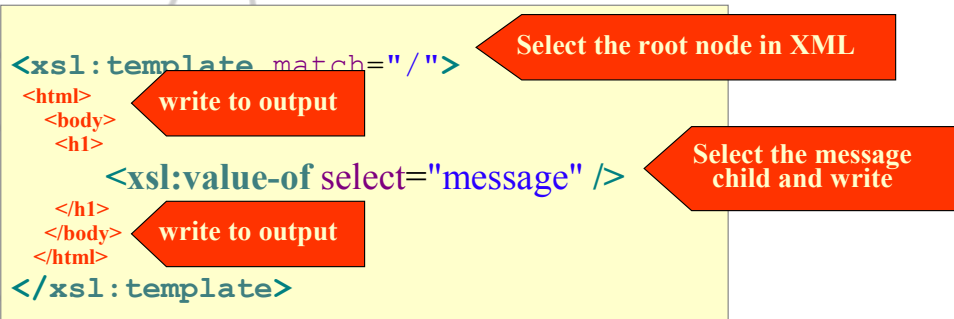 <xsl:template match="/">
Select the root node in XML
<html>
write to output
<body>
<h1>
<xsl:value-of select="message" />
Select the message
child and write
</h1>
</body>
write to output
</html>
</xsl:template>